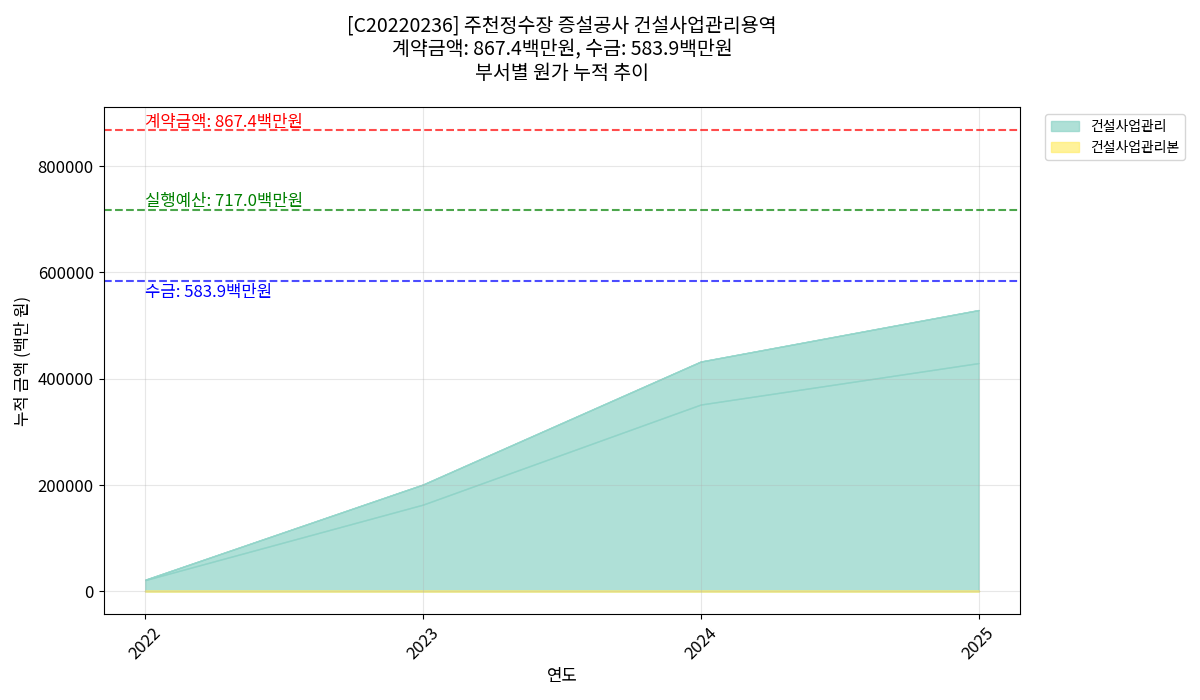 [C20220236] 주천정수장 증설공사 건설사업관리용역
계약금액: 867.4백만원, 수금: 583.9백만원
부서별 원가 누적 추이
계약금액: 867.4백만원
실행예산: 717.0백만원
수금: 583.9백만원
건설사업관리
건설사업관리본
누적 금액 (백만 원)
800000
600000
400000
200000
0
2022
2023
2024
2025
연도